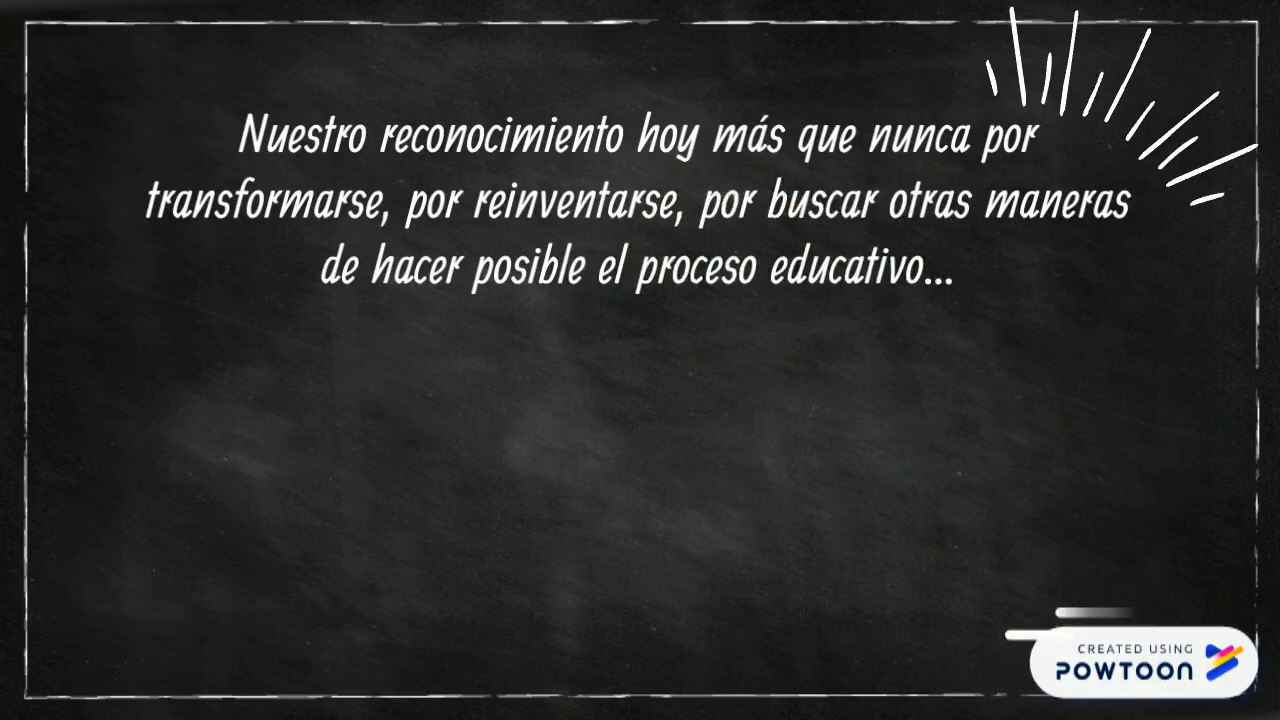 Nuestro reconocimiento hoy más que nunca por
transformarse, por reinventarse, por buscar otras maneras
de hacer posible el proceso educativo...
CREATED USING
POWTOON